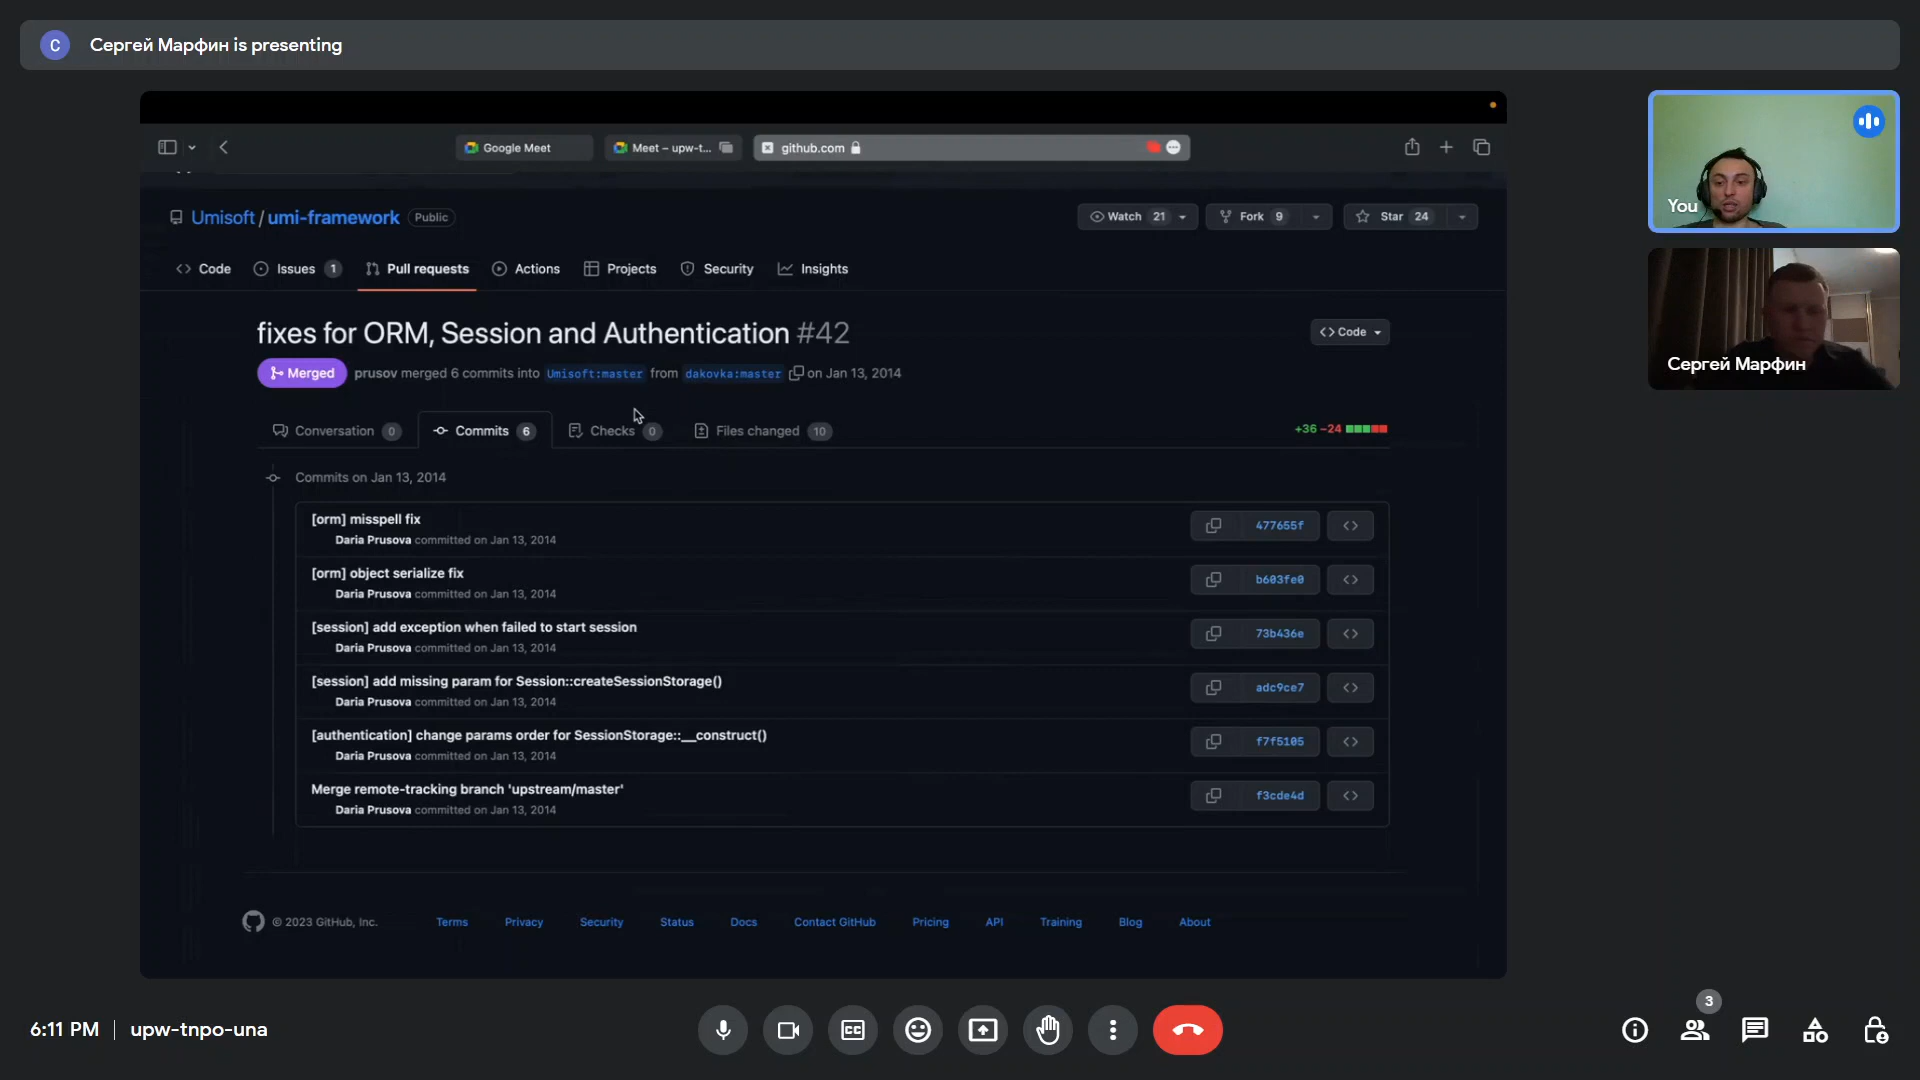 C Сергей Марфин is presenting
Google Meet
Meet – upw-t...
github.com
Umisoft / umi-framework Public
Watch 21
Fork 9
Star 24
Code
Issues 1
Pull requests
Actions
Projects
Security
Insights
fixes for ORM, Session and Authentication #42
Code
Merged prusov merged 6 commits into Umisoft:master from dakovka:master on Jan 13, 2014
Conversation 0
Commits 6
Checks 0
Files changed 10
+36 −24
Commits on Jan 13, 2014
[orm] misspell fix
Daria Prusova committed on Jan 13, 2014
477655f
[orm] object serialize fix
Daria Prusova committed on Jan 13, 2014
b603fe0
[session] add exception when failed to start session
Daria Prusova committed on Jan 13, 2014
73b436e
[session] add missing param for Session::createSessionStorage()
Daria Prusova committed on Jan 13, 2014
adc9ce7
[authentication] change params order for SessionStorage::__construct()
Daria Prusova committed on Jan 13, 2014
f7f5105
Merge remote-tracking branch 'upstream/master'
Daria Prusova committed on Jan 13, 2014
f3cde4d
© 2023 GitHub, Inc.
Terms
Privacy
Security
Status
Docs
Contact GitHub
Pricing
API
Training
Blog
About
You
Сергей Марфин
6:11 PM | upw-tnpo-una
CC
3